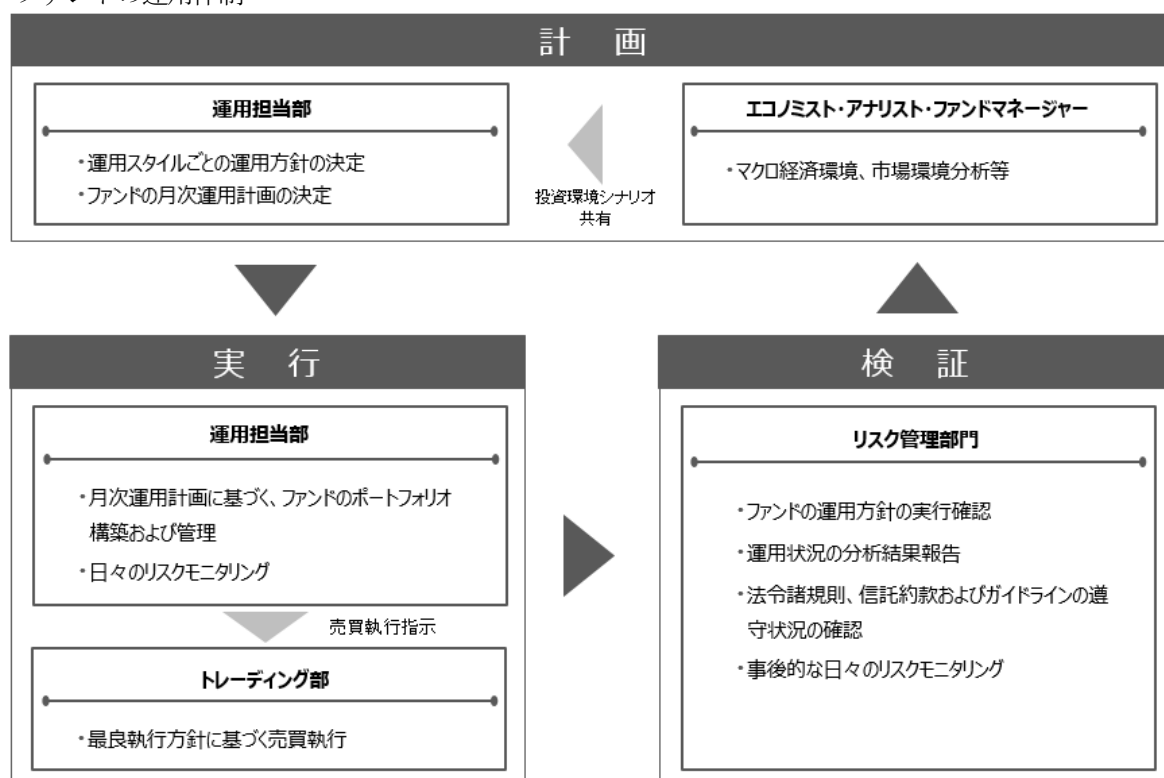 ファンドの運用体制
計 画
運用担当部
・運用スタイルごとの運用方針の決定
・ファンドの月次運用計画の決定
投資環境シナリオ
共有
エコノミスト・アナリスト・ファンドマネージャー
・マクロ経済環境、市場環境分析等
実 行
運用担当部
・月次運用計画に基づく、ファンドのポートフォリオ
構築および管理
・日々のリスクモニタリング
売買執行指示
トレーディング部
・最良執行方針に基づく売買執行
検 証
リスク管理部門
・ファンドの運用方針の実行確認
・運用状況の分析結果報告
・法令諸規則、信託約款およびガイドラインの遵
守状況の確認
・事後的な日々のリスクモニタリング